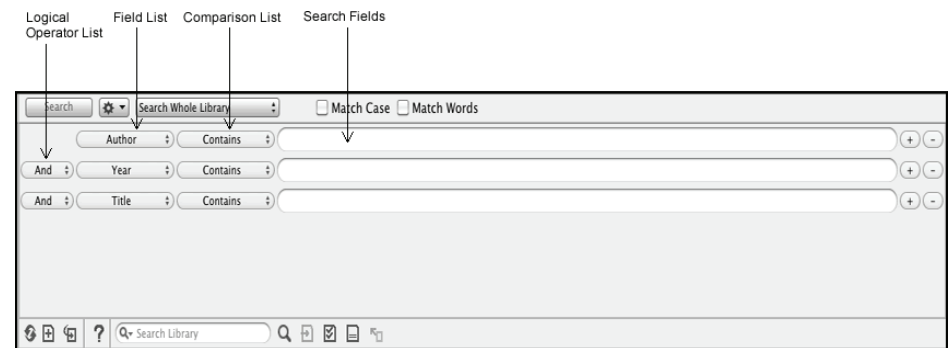 Logical
Operator List
Field List
Comparison List
Search Fields
Search
Search Whole Library
Match Case
Match Words
Author
Contains
+
-
And
Year
Contains
+
-
And
Title
Contains
+
-
?
Search Library